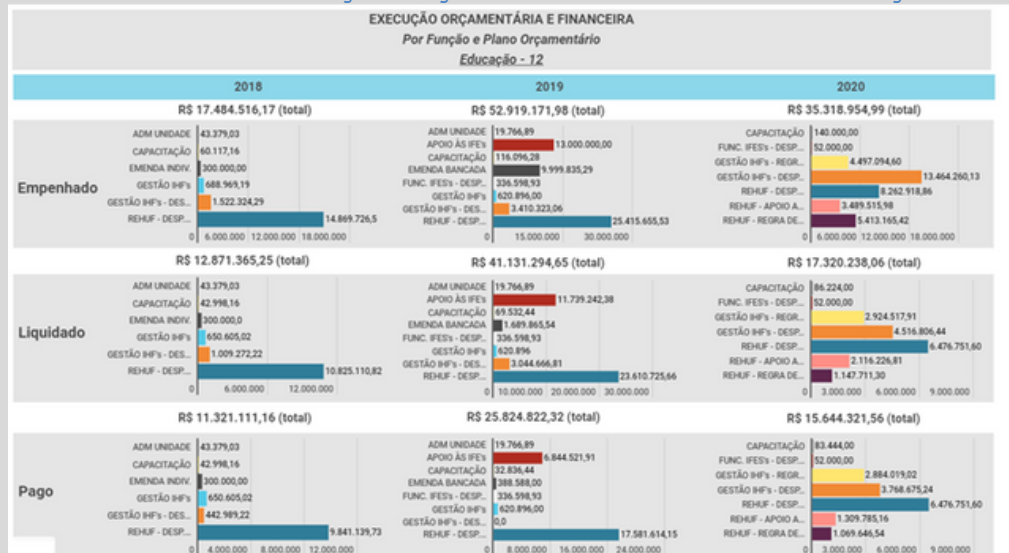 EXECUÇÃO ORÇAMENTÁRIA E FINANCEIRA
Por Função e Plano Orçamentário
Educação - 12
2018 2019 2020
Empenhado
R$ 17.484.516,17 (total)
ADM UNIDADE 43.379,03
CAPACITAÇÃO 60.117,16
EMENDA INDIV. 300.000,00
GESTÃO IHF's 688.969,19
GESTÃO IHF's - DES... 1.522.324,29
REHUF - DESP.... 14.869.726,5
0 6.000.000 12.000.000 18.000.000
R$ 52.919.171,98 (total)
ADM UNIDADE 19.766,89
APOIO ÀS IFE's 13.000.000,00
CAPACITAÇÃO 116.096,28
EMENDA BANCADA 9.999.835,29
FUNC. IFES's - DESP... 336.598,93
GESTÃO IHF's 620.896,00
GESTÃO IHF's - DES... 3.410.323,06
REHUF - DESP.... 25.415.655,53
0 15.000.000 30.000.000
R$ 35.318.954,99 (total)
CAPACITAÇÃO 140.000,00
FUNC. IFES's - DESP.... 52.000,00
GESTÃO IHF's - REGR... 4.497.094,60
GESTÃO IHF's - DESP... 13.464.260,13
REHUF - DESP.... 8.262.918,86
REHUF - APOIO A... 3.489.515,98
REHUF - REGRA DE... 5.413.165,42
0 6.000.000 12.000.000 18.000.000
Liquidado
R$ 12.871.365,25 (total)
ADM UNIDADE 43.379,03
CAPACITAÇÃO 42.998,16
EMENDA INDIV. 300.000,0
GESTÃO IHF's 650.605,02
GESTÃO IHF's - DES... 1.009.272,22
REHUF - DESP.... 10.825.110,82
6.000.000 12.000.000
R$ 41.131.294,65 (total)
ADM UNIDADE 19.766,89
APOIO ÀS IFE's 11.739.242,38
CAPACITAÇÃO 69.532,44
EMENDA BANCADA 1.689.865,54
FUNC. IFES's - DESP... 336.598,93
GESTÃO IHF's 620.896
GESTÃO IHF's - DES... 3.044.666,81
REHUF - DESP.... 23.610.725,66
0 10.000.000 20.000.000 30.000.000
R$ 17.320.238,06 (total)
CAPACITAÇÃO 86.224,00
FUNC. IFES's - DESP.... 52.000,00
GESTÃO IHF's - REGR... 2.924.517,91
GESTÃO IHF's - DESP... 4.516.806,44
REHUF - DESP.... 6.476.751,60
REHUF - APOIO A... 2.116.226,81
REHUF - REGRA DE... 1.147.711,30
0 3.000.000 6.000.000 9.000.000
Pago
R$ 11.321.111,16 (total)
ADM UNIDADE 43.379,03
CAPACITAÇÃO 42.998,16
EMENDA INDIV. 300.000,00
GESTÃO IHF's 650.605,02
GESTÃO IHF's - DES... 442.989,22
REHUF - DESP.... 9.841.139,73
0 4.000.000 8.000.000 12.000.000
R$ 25.824.822,32 (total)
ADM UNIDADE 19.766,89
APOIO ÀS IFE's 6.844.521,91
CAPACITAÇÃO 32.836,44
EMENDA BANCADA 388.588,00
FUNC. IFES's - DESP... 336.598,93
GESTÃO IHF's 620.896,00
GESTÃO IHF's - DES... 0,0
REHUF - DESP.... 17.581.614,15
0 8.000.000 16.000.000 24.000.000
R$ 15.644.321,56 (total)
CAPACITAÇÃO 83.444,00
FUNC. IFES's - DESP.... 52.000,00
GESTÃO IHF's - REGR... 2.884.019,02
GESTÃO IHF's - DESP... 3.768.675,24
REHUF - DESP.... 6.476.751,60
REHUF - APOIO A... 1.309.785,16
REHUF - REGRA DE... 1.069.646,54
0 3.000.000 6.000.000 9.000.000